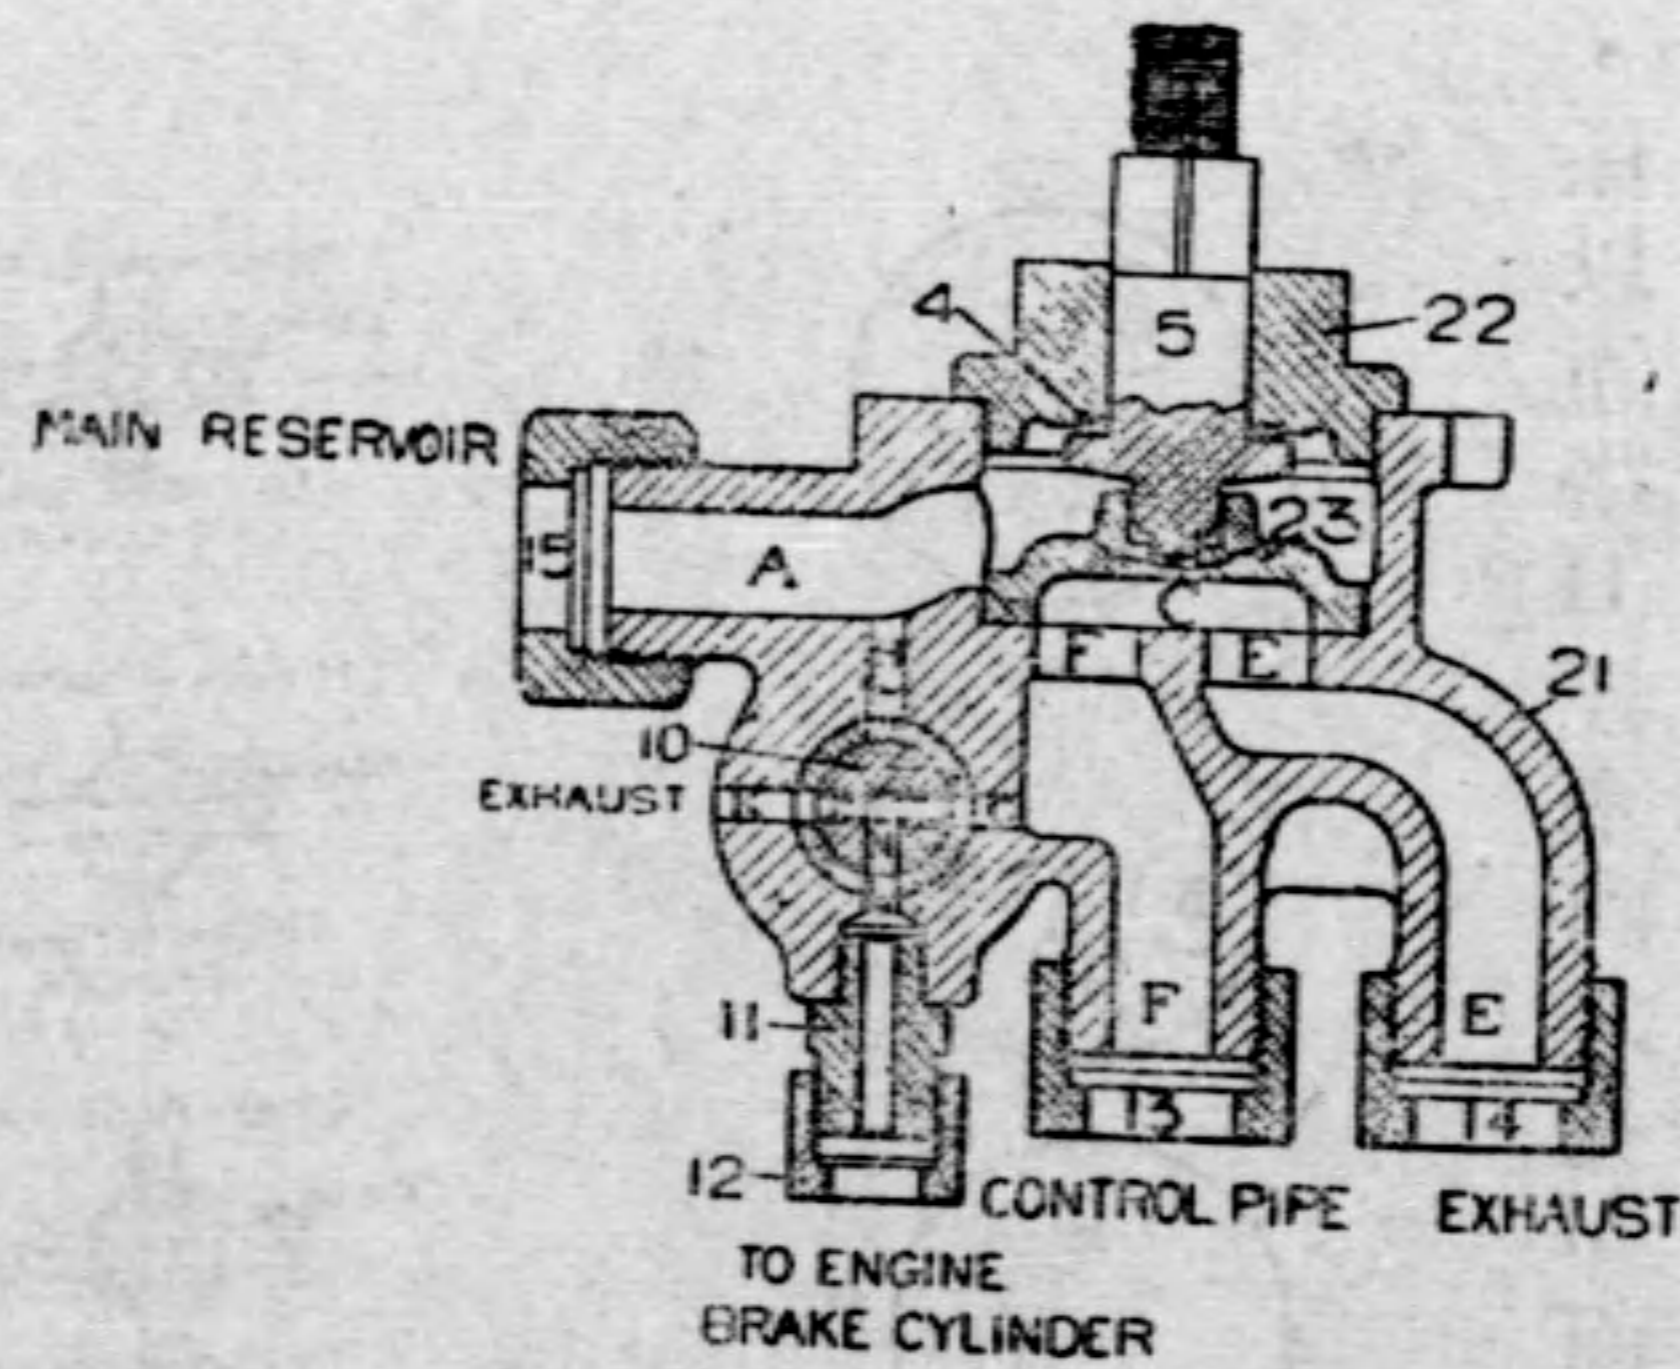 4
5
22
MAIN RESERVOIR
23
15
A
F
E
21
10
EXHAUST
F
E
11
13
14
12
CONTROL PIPE
EXHAUST
TO ENGINE
BRAKE CYLINDER